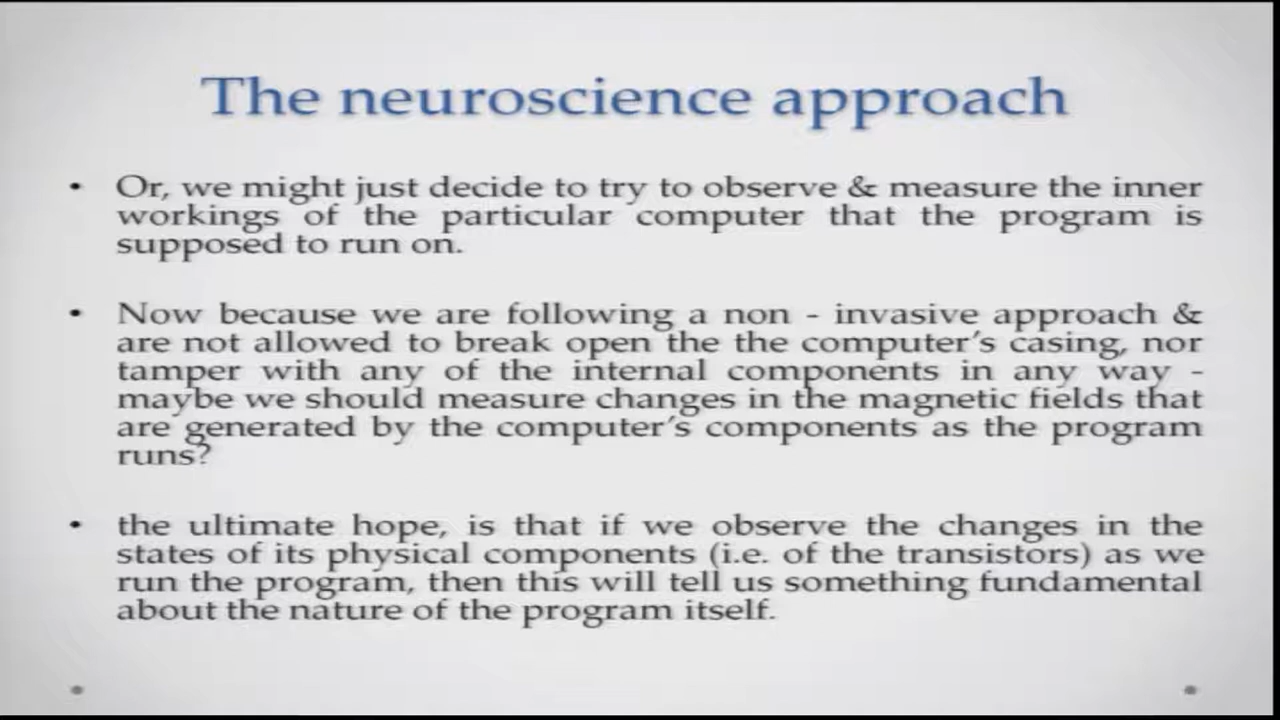 The neuroscience approach
• Or, we might just decide to try to observe & measure the inner
workings of the particular computer that the program is
supposed to run on.
• Now because we are following a non - invasive approach &
are not allowed to break open the the computer's casing, nor
tamper with any of the internal components in any way -
maybe we should measure changes in the magnetic fields that
are generated by the computer's components as the program
runs?
• the ultimate hope, is that if we observe the changes in the
states of its physical components (i.e. of the transistors) as we
run the program, then this will tell us something fundamental
about the nature of the program itself.